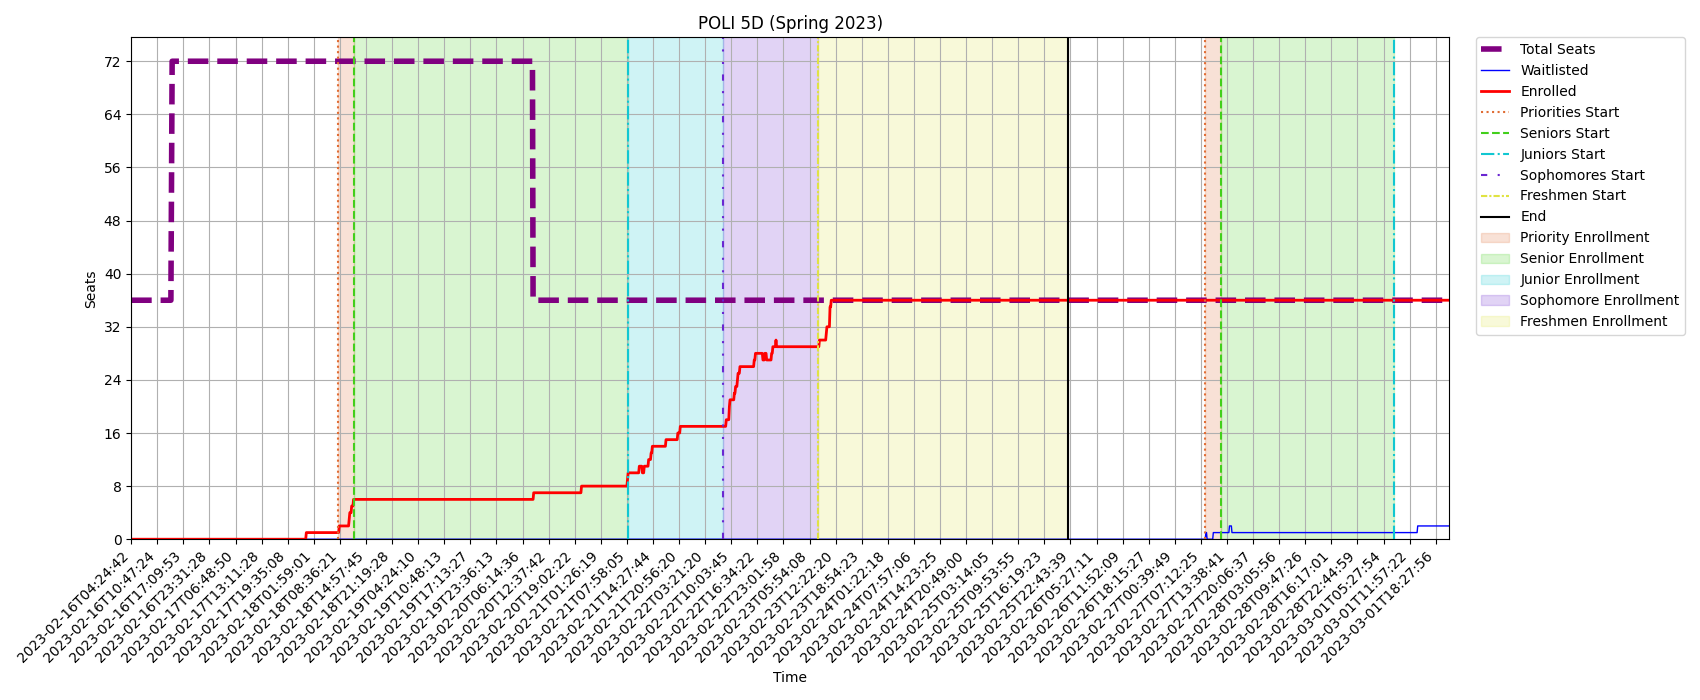 POLI 5D (Spring 2023)
Seats
72
64
56
48
40
32
24
16
8
0
2023-02-16T04:24:42
2023-02-16T10:47:24
2023-02-16T17:09:53
2023-02-16T23:31:28
2023-02-17T06:48:50
2023-02-17T13:11:28
2023-02-17T19:35:08
2023-02-18T01:59:01
2023-02-18T08:36:21
2023-02-18T14:57:45
2023-02-18T21:19:28
2023-02-19T04:24:10
2023-02-19T10:48:13
2023-02-19T17:13:27
2023-02-19T23:36:13
2023-02-20T06:14:36
2023-02-20T12:37:42
2023-02-20T19:02:22
2023-02-21T01:26:19
2023-02-21T07:58:05
2023-02-21T14:27:44
2023-02-21T20:56:20
2023-02-22T03:21:20
2023-02-22T10:03:45
2023-02-22T16:34:22
2023-02-22T23:01:58
2023-02-23T05:54:08
2023-02-23T12:22:20
2023-02-23T18:54:23
2023-02-24T01:22:18
2023-02-24T07:57:06
2023-02-24T14:23:25
2023-02-24T20:49:00
2023-02-25T03:14:05
2023-02-25T09:53:55
2023-02-25T16:19:23
2023-02-25T22:43:39
2023-02-26T05:27:11
2023-02-26T11:52:09
2023-02-26T18:15:27
2023-02-27T00:39:49
2023-02-27T07:12:25
2023-02-27T13:38:41
2023-02-27T20:06:37
2023-02-28T03:05:56
2023-02-28T09:47:26
2023-02-28T16:17:01
2023-02-28T22:44:59
2023-03-01T05:27:54
2023-03-01T11:57:22
2023-03-01T18:27:56
Time
Total Seats
Waitlisted
Enrolled
Priorities Start
Seniors Start
Juniors Start
Sophomores Start
Freshmen Start
End
Priority Enrollment
Senior Enrollment
Junior Enrollment
Sophomore Enrollment
Freshmen Enrollment